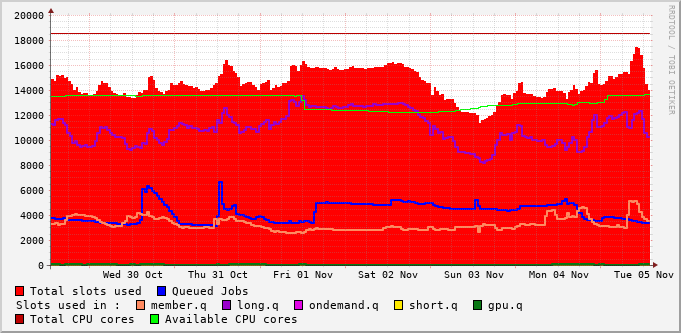 20000
18000
16000
14000
12000
10000
8000
6000
4000
2000
0
Wed 30 Oct Thu 31 Oct Fri 01 Nov Sat 02 Nov Sun 03 Nov Mon 04 Nov Tue 05 Nov
RRDTOOL / TOBI OETIKER
Total slots used Queued Jobs
Slots used in : member.q long.q ondemand.q short.q gpu.q
Total CPU cores Available CPU cores